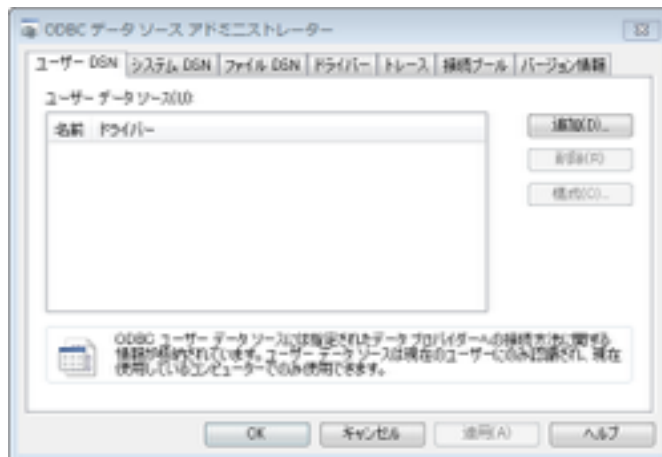 ODBC データ ソース アドミニストレーター
ユーザー DSN システム DSN ファイル DSN ドライバー トレース 接続プール バージョン情報
ユーザー データ ソース(U):
名前 ドライバー
追加(D)...
削除(R)
構成(C)...
ODBC ユーザー データ ソースには指定されたデータ プロバイダーへの接続方法に関する
情報が格納されています。ユーザー データ ソースは現在のユーザーにのみ認識され、現在
使用しているコンピューターでのみ使用できます。
OK キャンセル 適用(A) ヘルプ